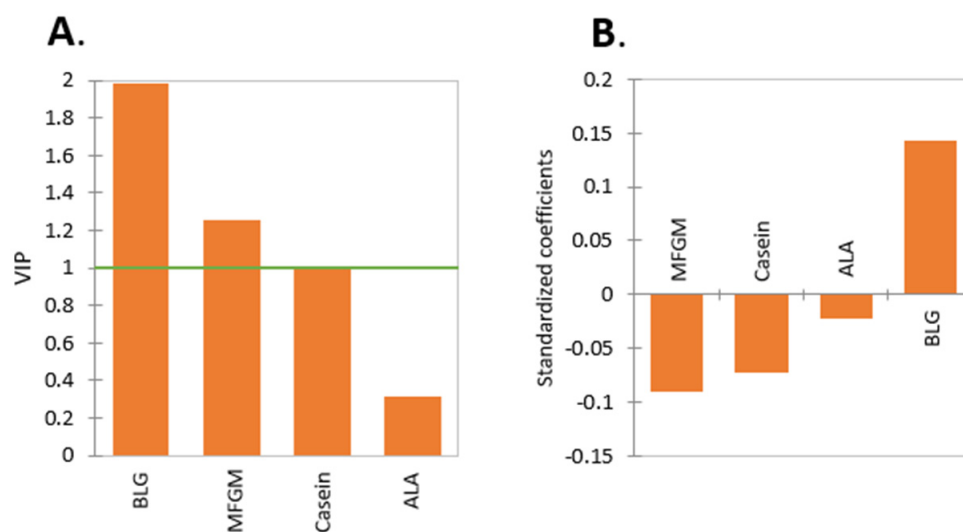 A.
VIP
2
1.8
1.6
1.4
1.2
1
0.8
0.6
0.4
0.2
0
BLG
MFGM
Casein
ALA
B.
Standardized coefficients
0.2
0.15
0.1
0.05
0
-0.05
-0.1
-0.15
MFGM
Casein
ALA
BLG